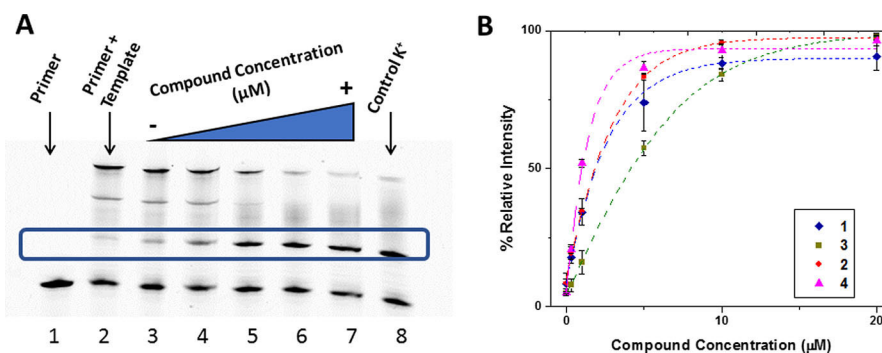 A
Primer
Primer +
Template
Compound Concentration
(µM)
-
+
Control K⁺
1 2 3 4 5 6 7 8
B
% Relative Intensity
100
50
0
0 5 10 20
Compound Concentration (µM)
1
3
2
4